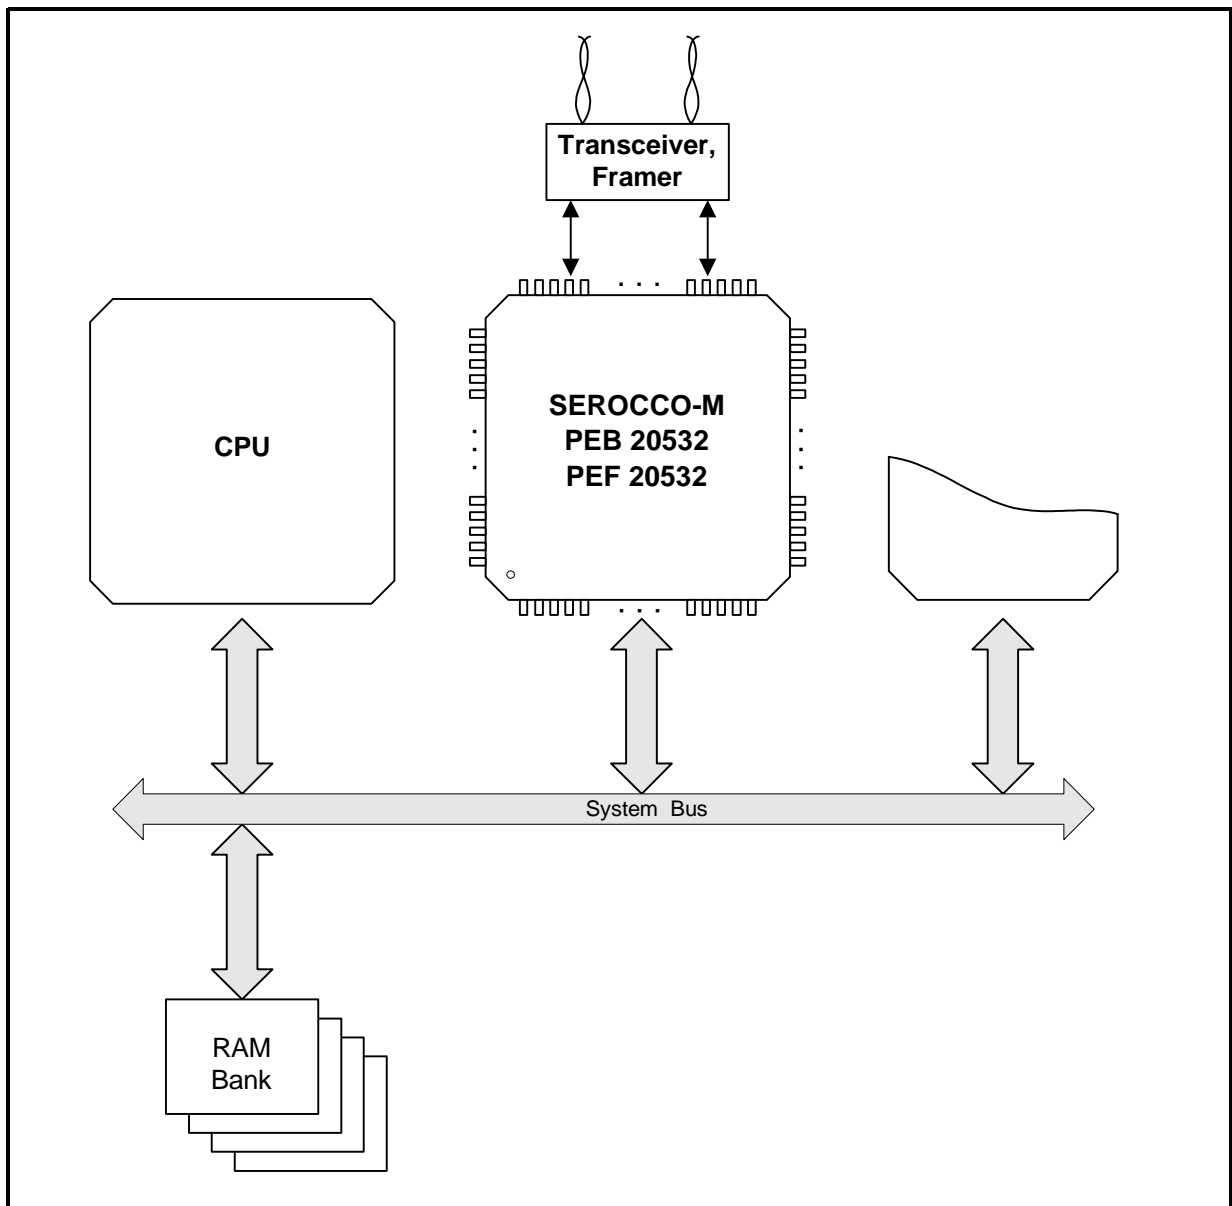 Transceiver,
Framer
CPU
SEROCCO-M
PEB 20532
PEF 20532
System Bus
RAM
Bank